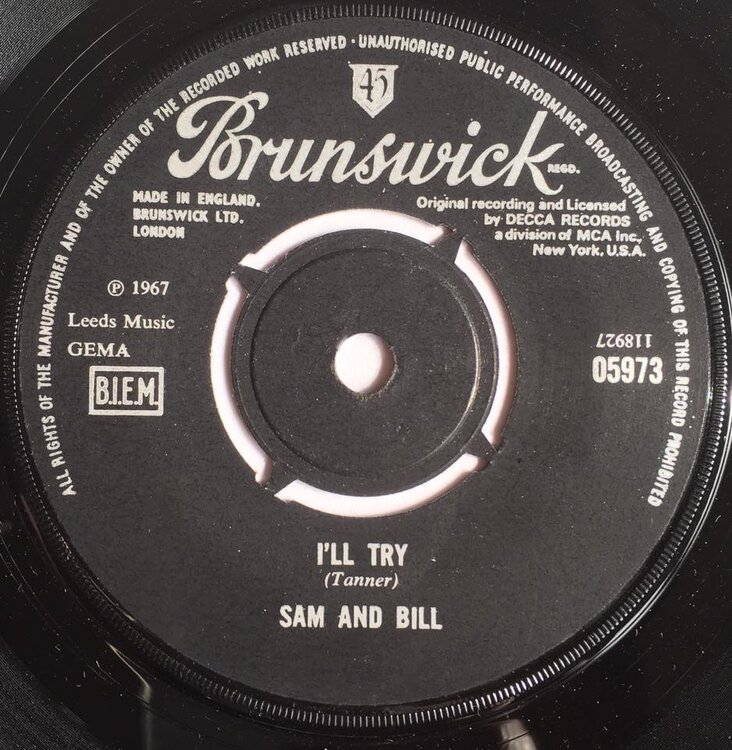 ALL RIGHTS OF THE MANUFACTURER AND OF THE OWNER OF THE RECORDED WORK RESERVED · UNAUTHORISED PUBLIC PERFORMANCE BROADCASTING AND COPYING OF THIS RECORD PROHIBITED
45
Brunswick REGD.
MADE IN ENGLAND.
BRUNSWICK LTD.
LONDON
Original recording and Licensed
by DECCA RECORDS
a division of MCA Inc.,
New York, U.S.A.
℗ 1967
Leeds Music
GEMA
B.I.E.M.
118927
05973
I'LL TRY
(Tanner)
SAM AND BILL